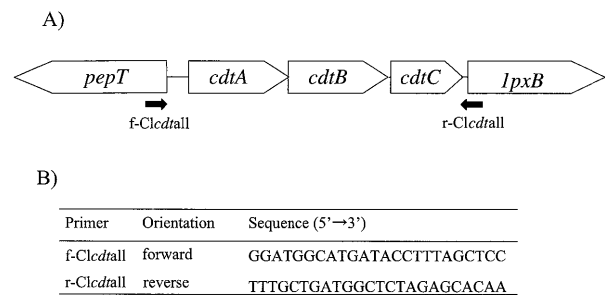 A)
pepT cdtA cdtB cdtC lpxB
f-Clcdtall r-Clcdtall
B)
Primer Orientation Sequence (5'→3')
f-Clcdtall forward GGATGGCATGATACCTTTAGCTCC
r-Clcdtall reverse TTTGCTGATGGCTCTAGAGCACAA